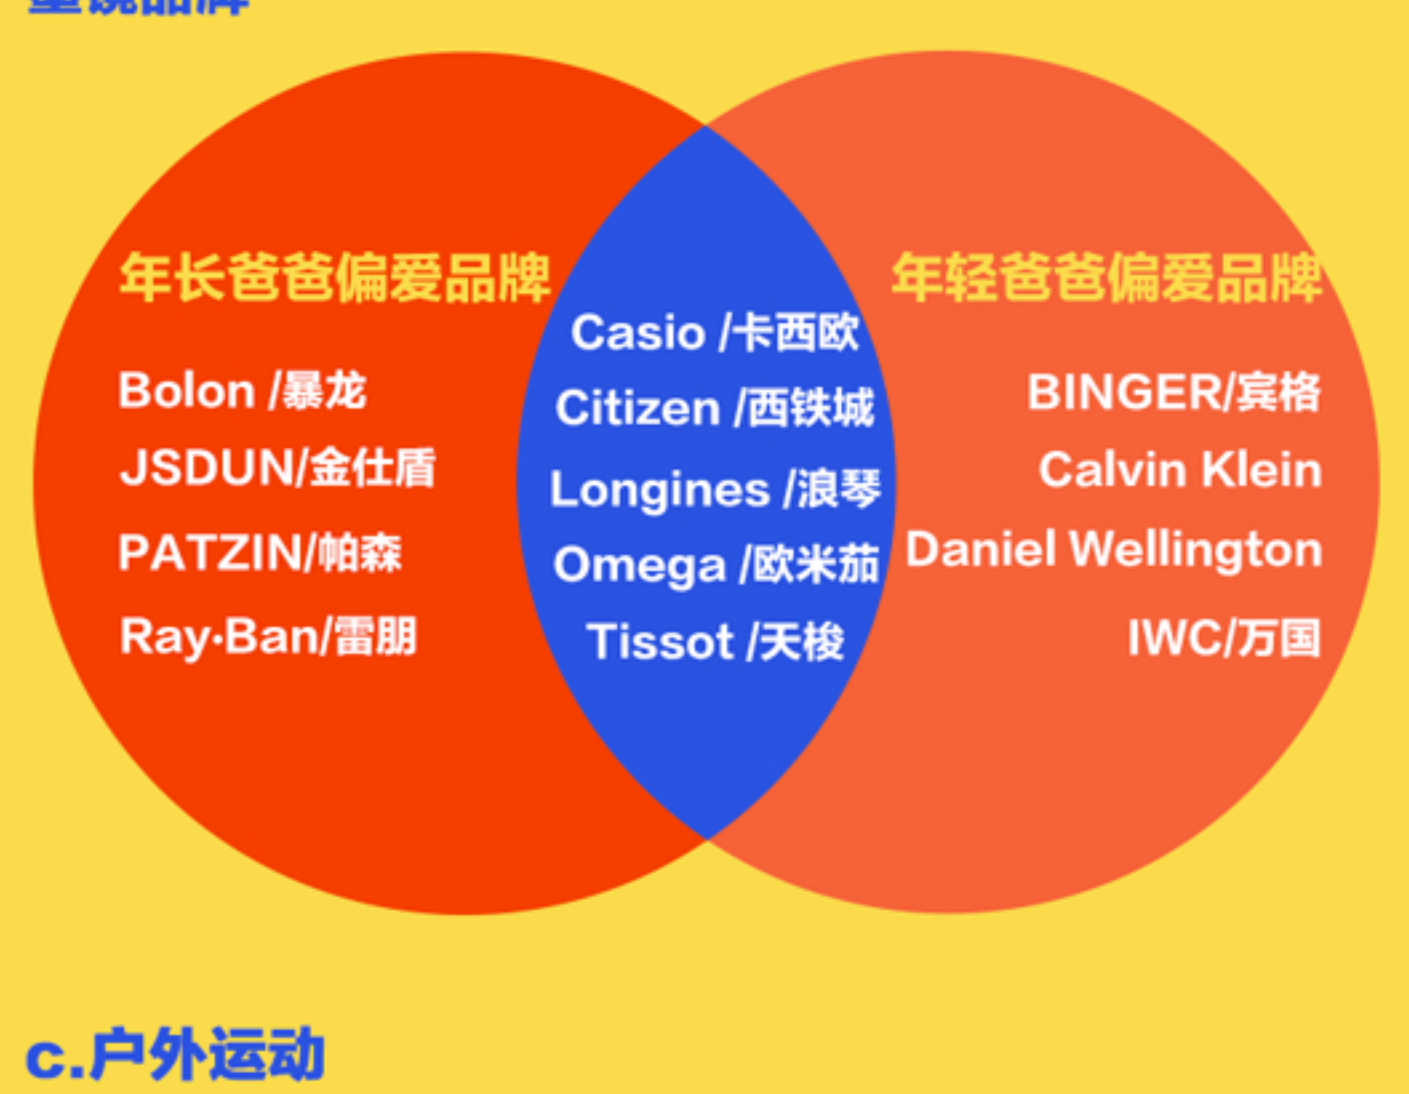 品牌
年长爸爸偏爱品牌
Bolon /暴龙
JSDUN/金仕盾
PATZIN/帕森
Ray·Ban/雷朋
Casio /卡西欧
Citizen /西铁城
Longines /浪琴
Omega /欧米茄
Tissot /天梭
年轻爸爸偏爱品牌
BINGER/宾格
Calvin Klein
Daniel Wellington
IWC/万国
c.户外运动